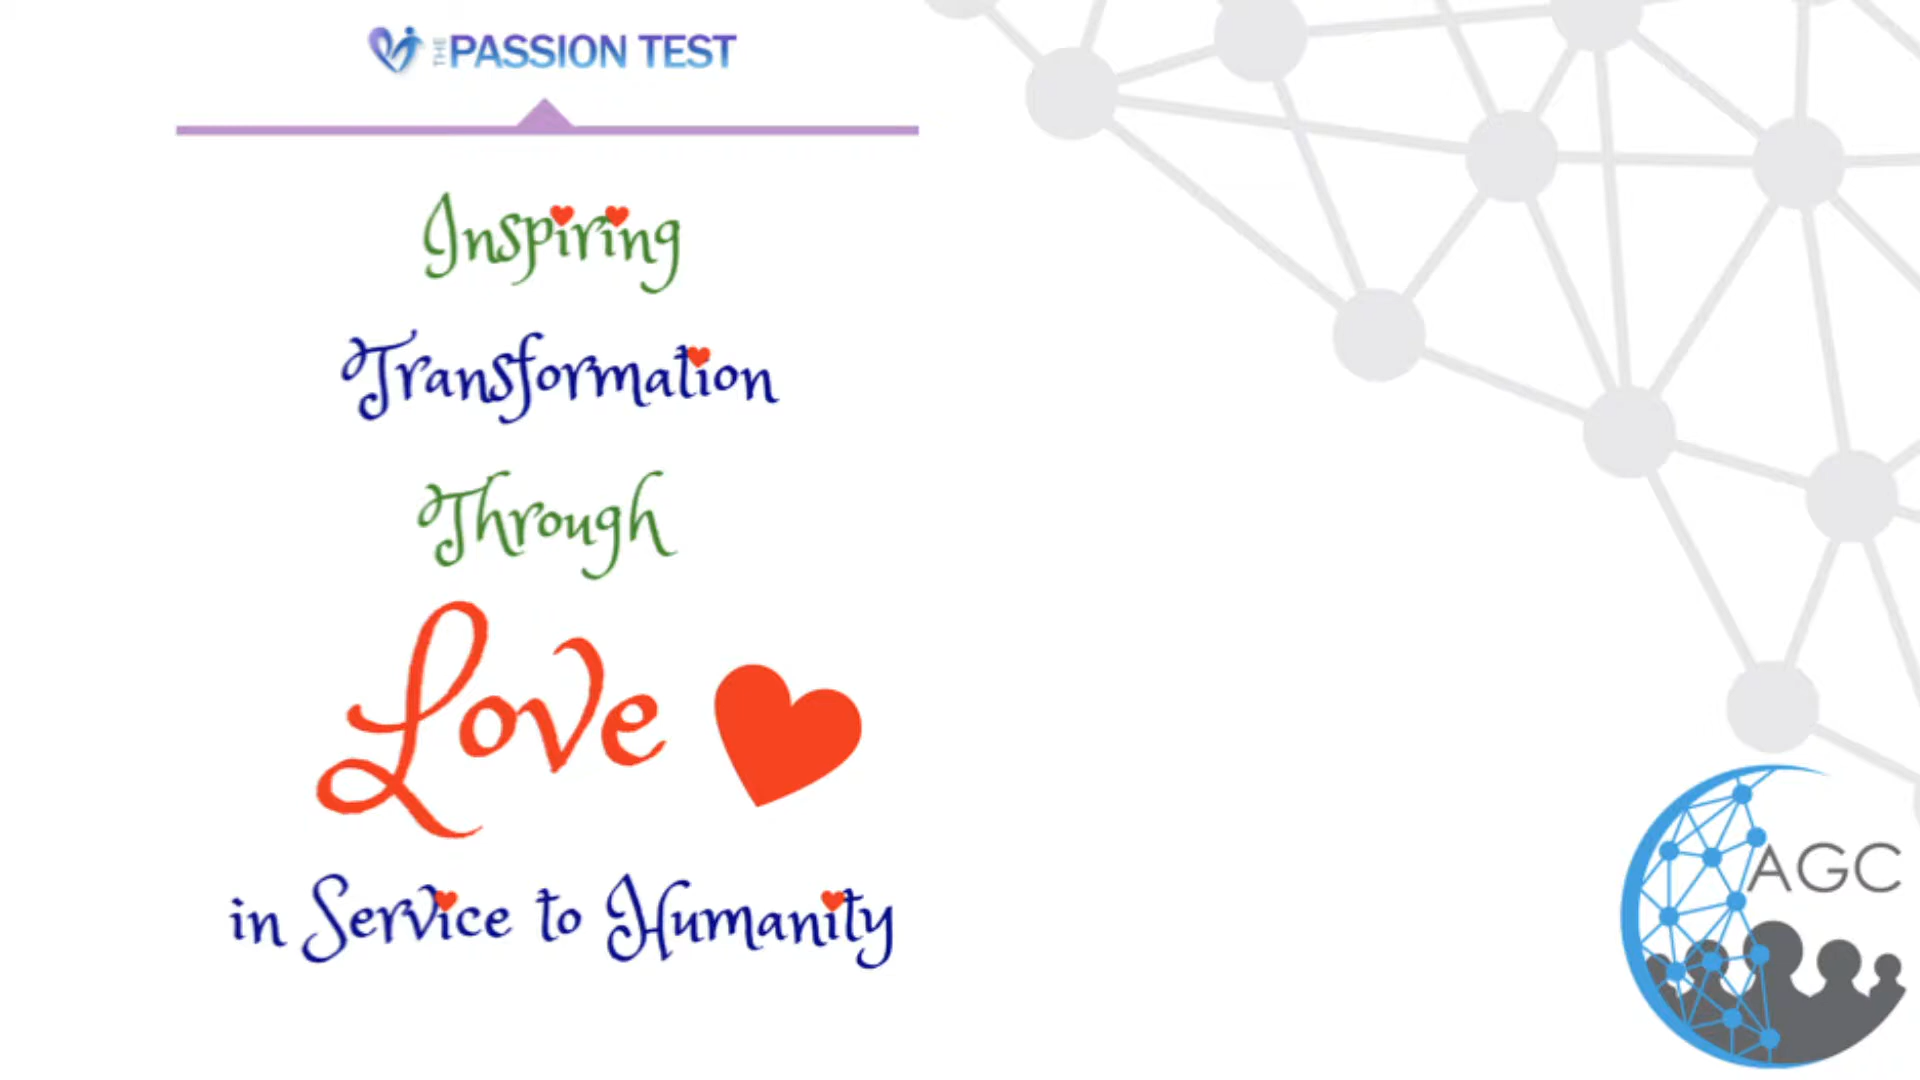 THE PASSION TEST
Inspiring
Transformation
Through
Love
in Service to Humanity
AGC